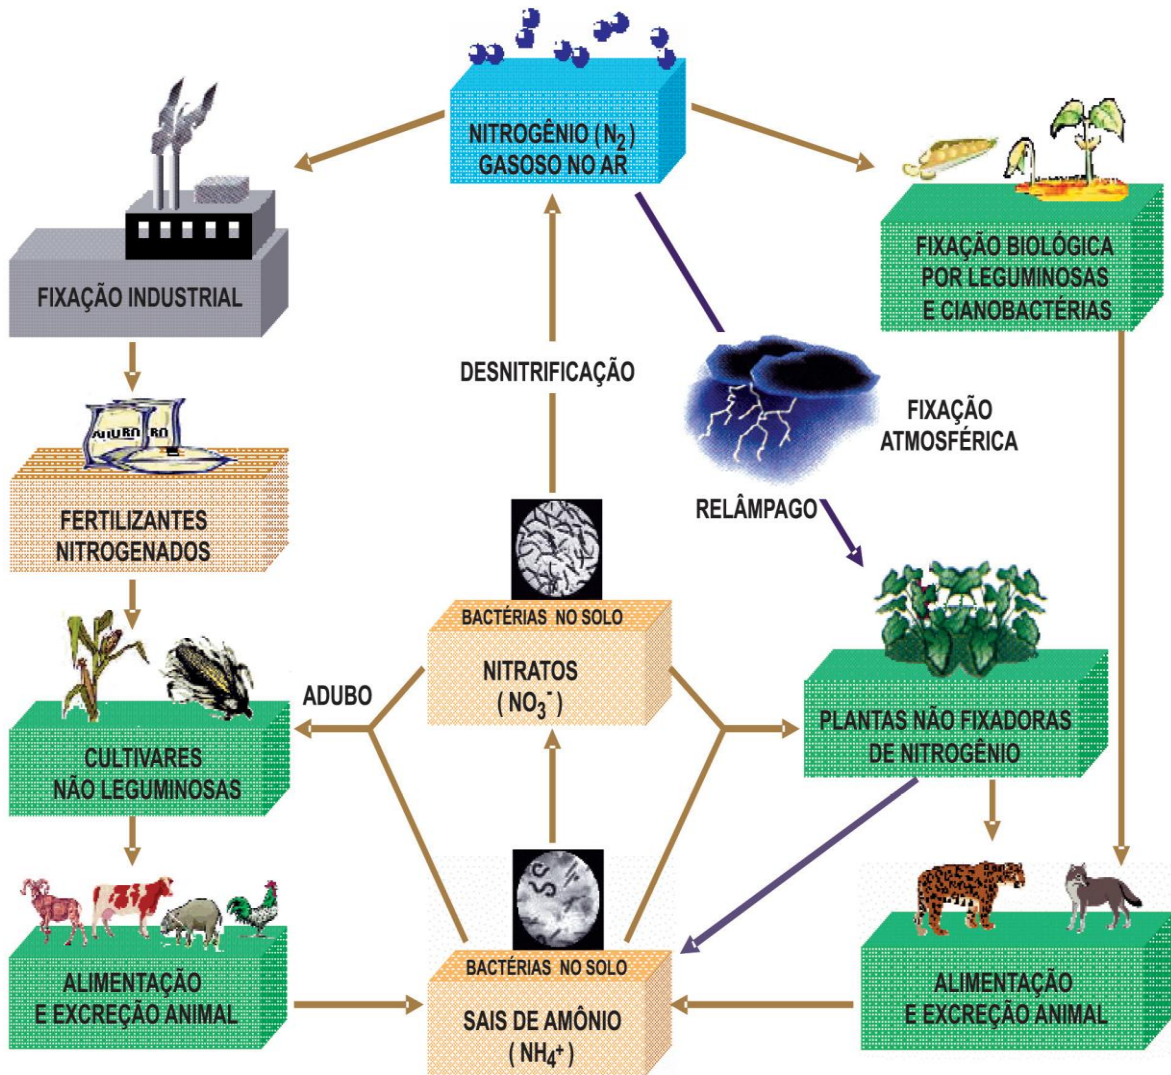 NITROGÊNIO ( N₂ )
GASOSO NO AR
FIXAÇÃO INDUSTRIAL
FIXAÇÃO BIOLÓGICA
POR LEGUMINOSAS
E CIANOBACTÉRIAS
DESNITRIFICAÇÃO
FIXAÇÃO
ATMOSFÉRICA
RELÂMPAGO
FERTILIZANTES
NITROGENADOS
BACTÉRIAS NO SOLO
NITRATOS
( NO₃⁻ )
ADUBO
CULTIVARES
NÃO LEGUMINOSAS
PLANTAS NÃO FIXADORAS
DE NITROGÊNIO
ALIMENTAÇÃO
E EXCREÇÃO ANIMAL
BACTÉRIAS NO SOLO
SAIS DE AMÔNIO
( NH₄⁺ )
ALIMENTAÇÃO
E EXCREÇÃO ANIMAL